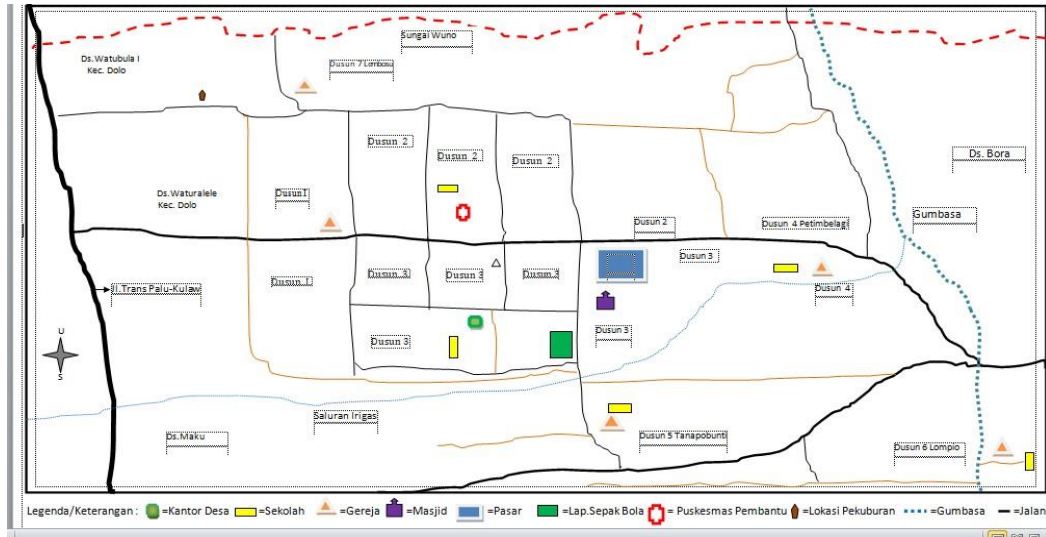 Sungai Wuno
Ds. Watubula I
Kec. Dolo
Dusun 7 Lembosu
Dusun 2
Dusun 2
Dusun 2
Ds. Bora
Ds. Waturalele
Kec. Dolo
Dusun I
Dusun 2
Dusun 4 Petimbelagi
Gumbasa
Dusun 3
Dusun 3
Dusun 3
Dusun 3
Dusun I
Jl.Trans Palu-Kulaw
Dusun 4
Dusun 3
Dusun 3
U
S
Saluran Irigas
Ds. Maku
Dusun 5 Tanapobunti
Dusun 6 Lompio
Legenda/Keterangan : =Kantor Desa =Sekolah =Gereja =Masjid =Pasar =Lap.Sepak Bola = Puskesmas Pembantu =Lokasi Pekuburan =Gumbasa =Jalan